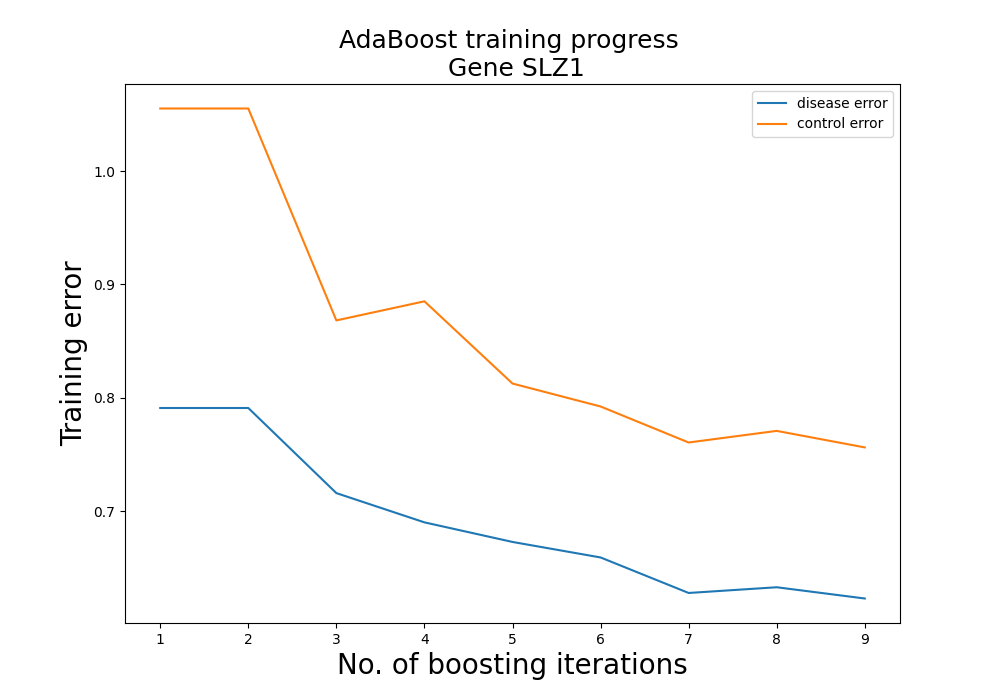 AdaBoost training progress
Gene SLZ1
disease error
control error
1.0
0.9
0.8
0.7
Training error
1 2 3 4 5 6 7 8 9
No. of boosting iterations